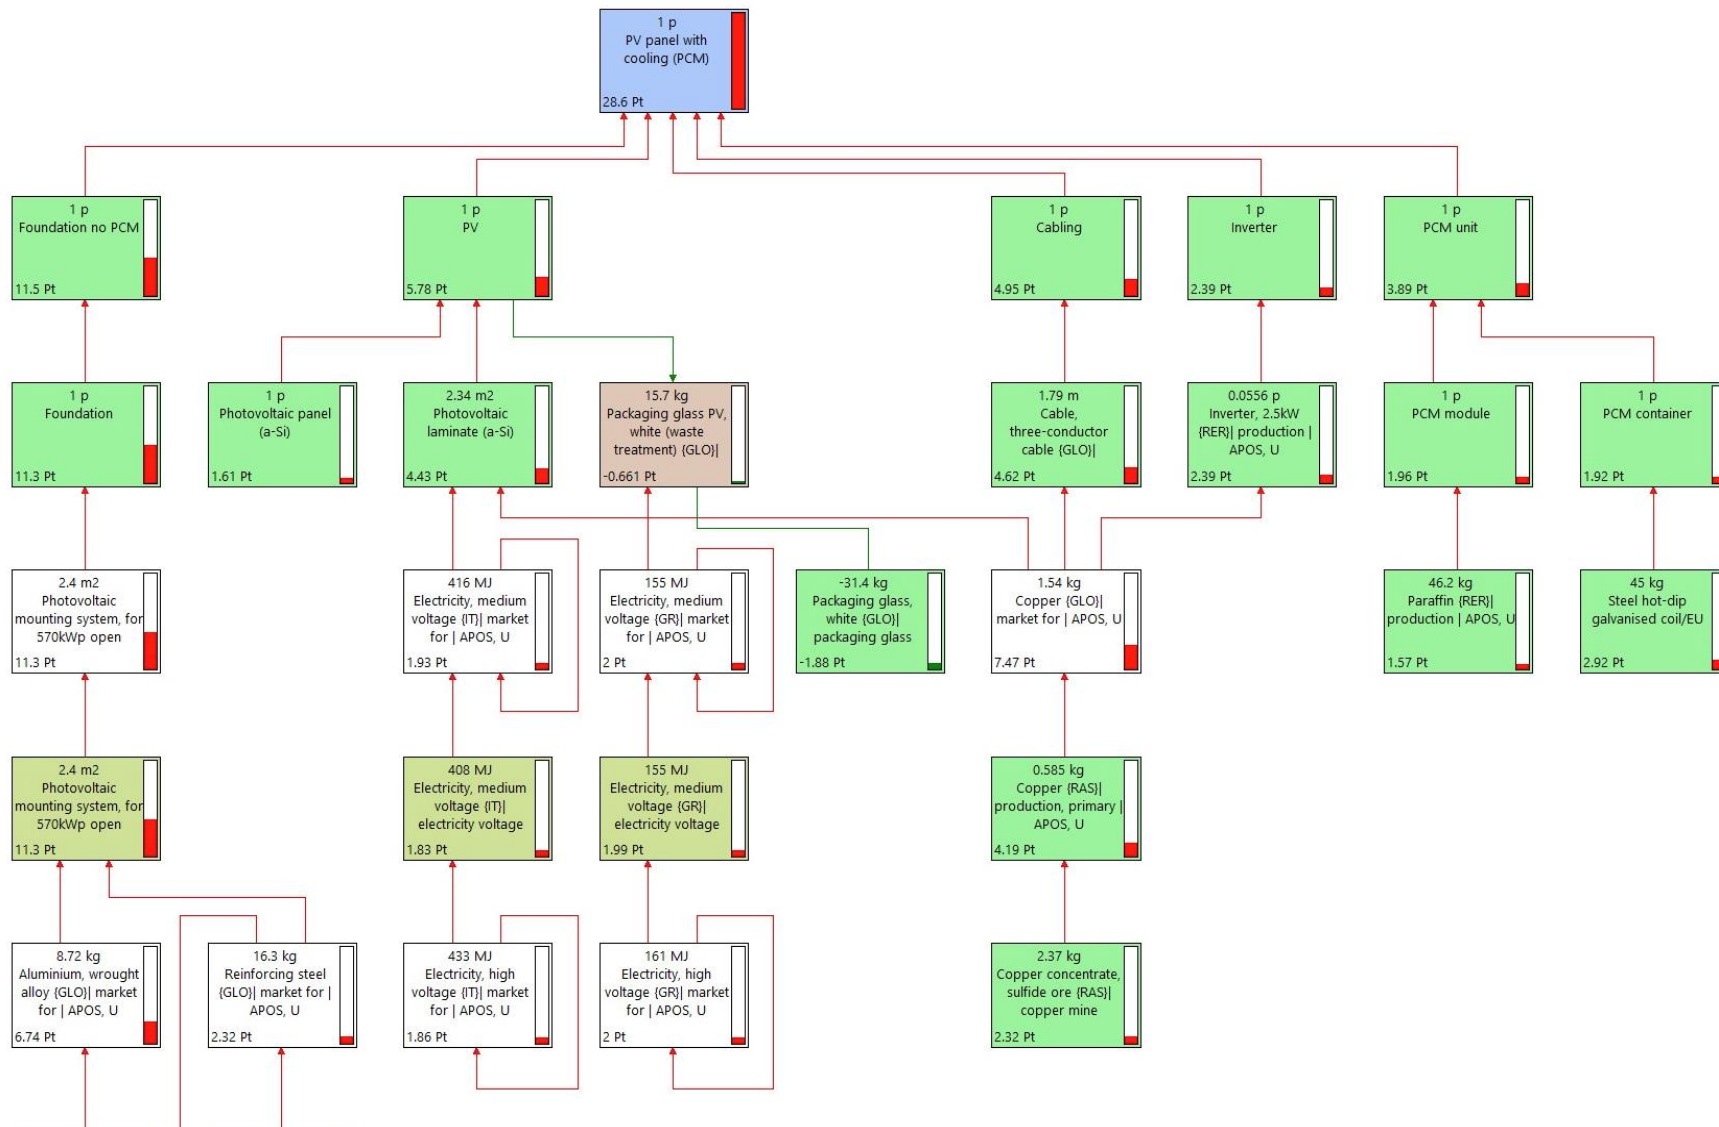 1 p
PV panel with
cooling (PCM)
28.6 Pt
1 p
Foundation no PCM
11.5 Pt
1 p
PV
5.78 Pt
1 p
Cabling
4.95 Pt
1 p
Inverter
2.39 Pt
1 p
PCM unit
3.89 Pt
1 p
Foundation
11.3 Pt
1 p
Photovoltaic panel
(a-Si)
1.61 Pt
2.34 m2
Photovoltaic
laminate (a-Si)
4.43 Pt
15.7 kg
Packaging glass PV,
white (waste
treatment) {GLO}|
-0.661 Pt
1.79 m
Cable,
three-conductor
cable {GLO}|
4.62 Pt
0.0556 p
Inverter, 2.5kW
{RER}| production |
APOS, U
2.39 Pt
1 p
PCM module
1.96 Pt
1 p
PCM container
1.92 Pt
2.4 m2
Photovoltaic
mounting system, for
570kWp open
11.3 Pt
416 MJ
Electricity, medium
voltage {IT}| market
for | APOS, U
1.93 Pt
155 MJ
Electricity, medium
voltage {GR}| market
for | APOS, U
2 Pt
-31.4 kg
Packaging glass,
white {GLO}|
packaging glass
-1.88 Pt
1.54 kg
Copper {GLO}|
market for | APOS, U
7.47 Pt
46.2 kg
Paraffin {RER}|
production | APOS, U
1.57 Pt
45 kg
Steel hot-dip
galvanised coil/EU
2.92 Pt
2.4 m2
Photovoltaic
mounting system, for
570kWp open
11.3 Pt
408 MJ
Electricity, medium
voltage {IT}|
electricity voltage
1.83 Pt
155 MJ
Electricity, medium
voltage {GR}|
electricity voltage
1.99 Pt
0.585 kg
Copper {RAS}|
production, primary |
APOS, U
4.19 Pt
8.72 kg
Aluminium, wrought
alloy {GLO}| market
for | APOS, U
6.74 Pt
16.3 kg
Reinforcing steel
{GLO}| market for |
APOS, U
2.32 Pt
433 MJ
Electricity, high
voltage {IT}| market
for | APOS, U
1.86 Pt
161 MJ
Electricity, high
voltage {GR}| market
for | APOS, U
2 Pt
2.37 kg
Copper concentrate,
sulfide ore {RAS}|
copper mine
2.32 Pt